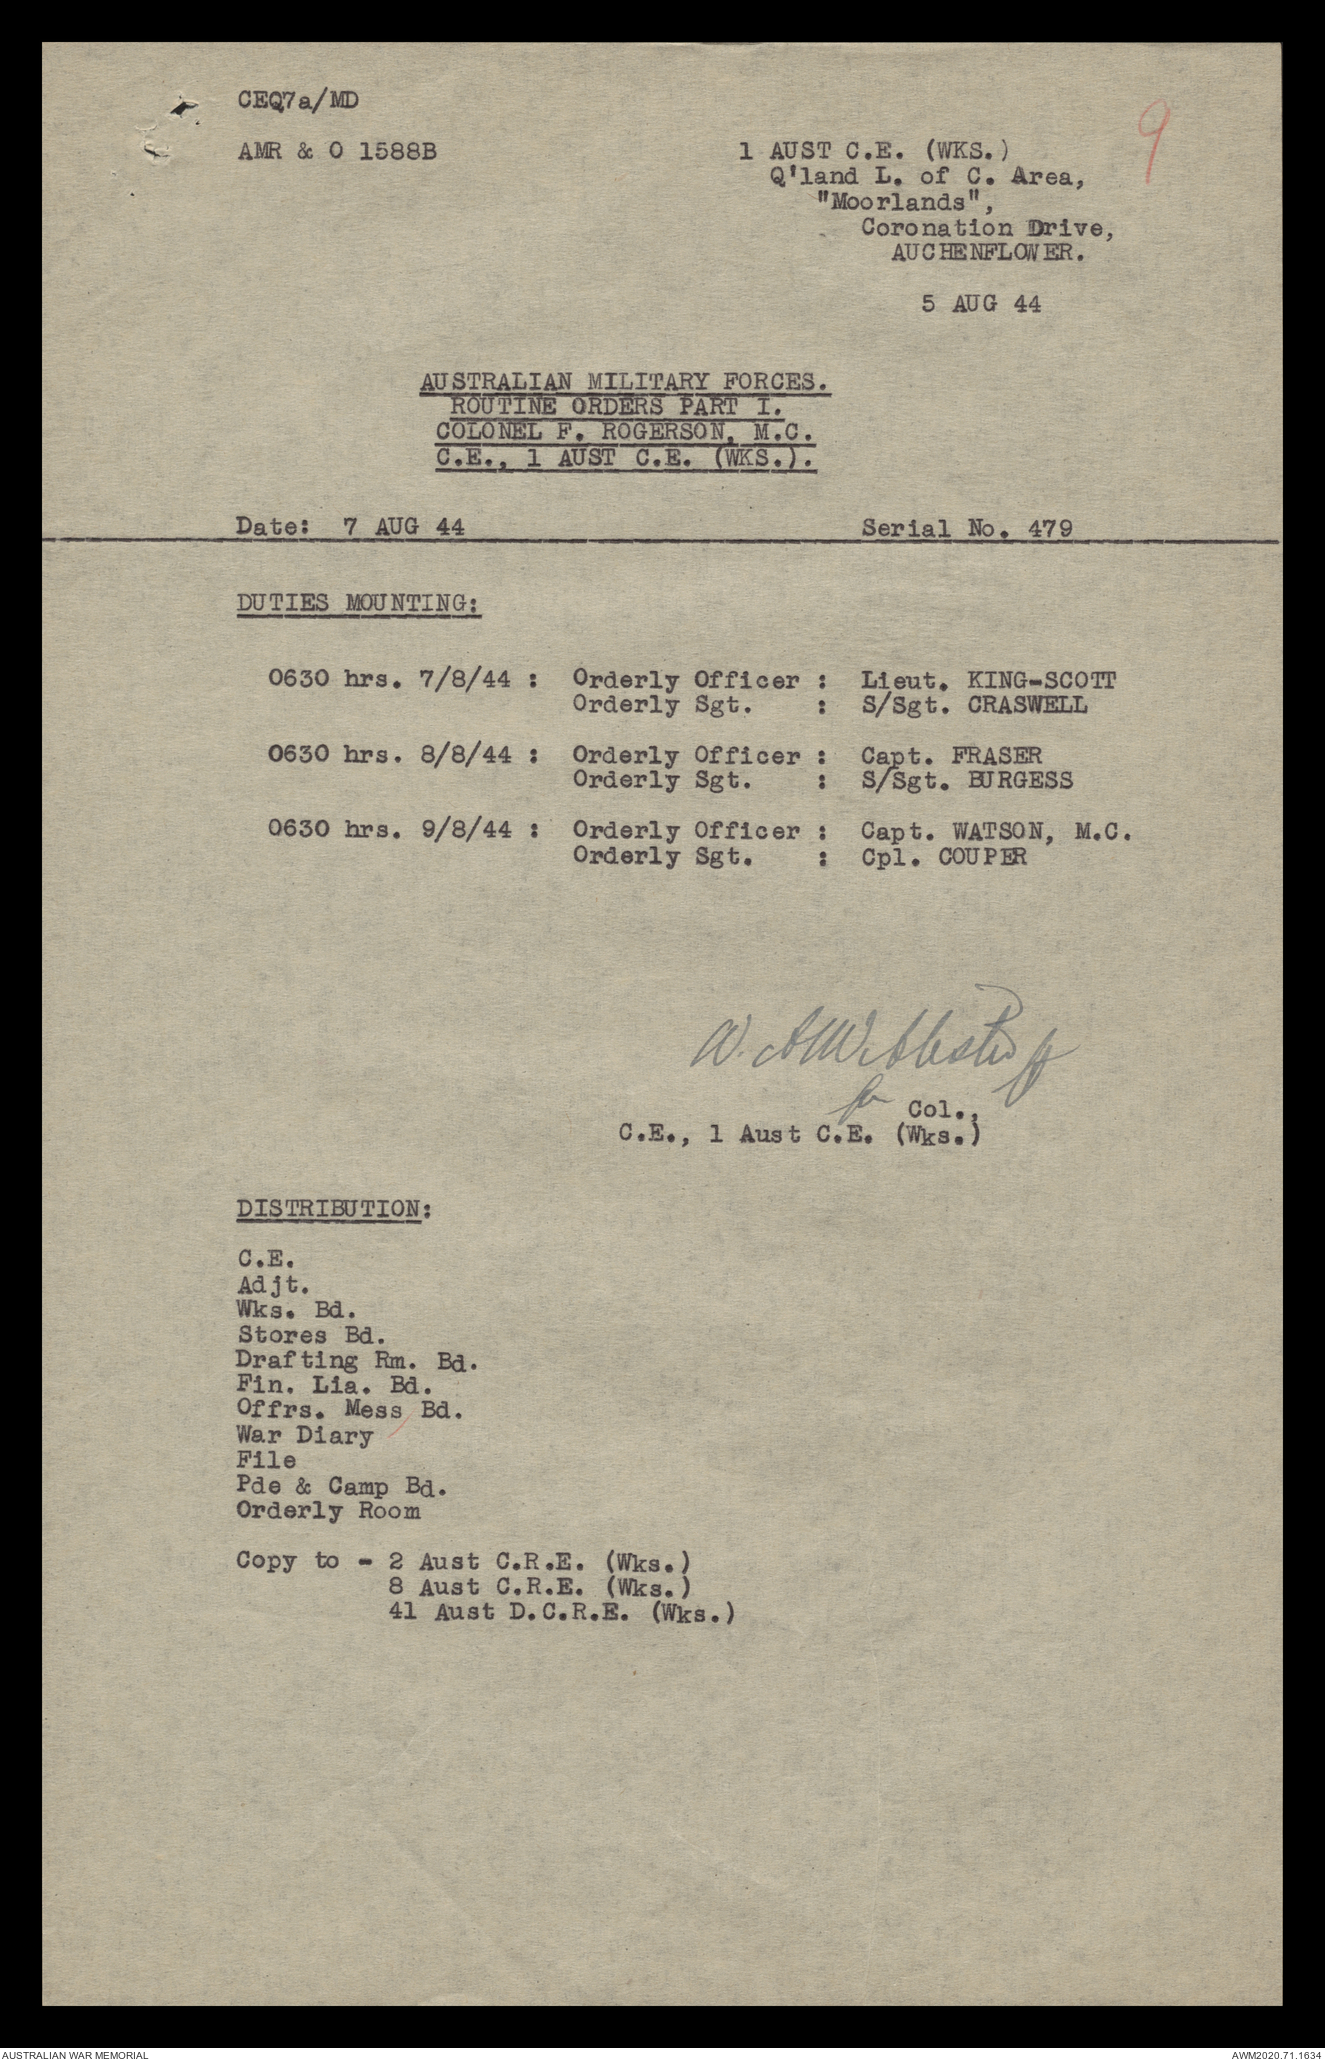 CEQ7a/MD
9
AMR & O 1588B
1 AUST C.E. (WKS.)
Q'land L. of C. Area,
"Moorlands",
Coronation Drive,
AUCHENFLOWER.
5 AUG 44
AUSTRALIAN MILITARY FORCES.
ROUTINE ORDERS PART I.
COLONEL F. ROGERSON, M.C.
C.E., 1 AUST C.E. (WKS.).
Date: 7 AUG 44 Serial No. 479
DUTIES MOUNTING:
0630 hrs. 7/8/44 : Orderly Officer : Lieut. KING-SCOTT
Orderly Sgt. : S/Sgt. CRASWELL
0630 hrs. 8/8/44 : Orderly Officer : Capt. FRASER
Orderly Sgt. : S/Sgt. BURGESS
0630 hrs. 9/8/44 : Orderly Officer : Capt. WATSON, M.C.
Orderly Sgt. : Cpl. COUPER
for Col.,
C.E., 1 Aust C.E. (Wks.)
DISTRIBUTION:
C.E.
Adjt.
Wks. Bd.
Stores Bd.
Drafting Rm. Bd.
Fin. Lia. Bd.
Offrs. Mess Bd.
War Diary
File
Pde & Camp Bd.
Orderly Room
Copy to - 2 Aust C.R.E. (Wks.)
8 Aust C.R.E. (Wks.)
41 Aust D.C.R.E. (Wks.)
AUSTRALIAN WAR MEMORIAL
AWM2020.71.1634